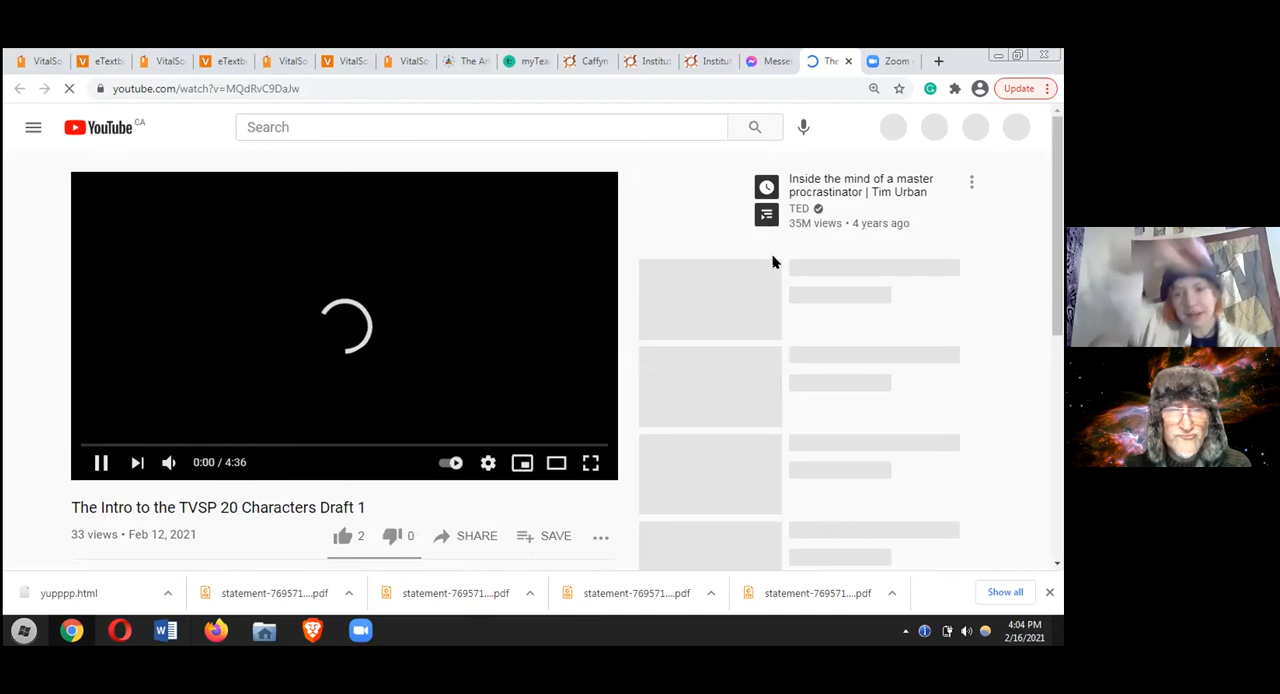 VitalSo
eTextb
VitalSo
eTextb
VitalSo
VitalSo
VitalSo
The Ar
myTea
Caffyn
Institut
Institu
Messe
The
Zoom
youtube.com/watch?v=MQdRvC9DaJw
Update
YouTube CA
Search
Inside the mind of a master
procrastinator | Tim Urban
TED
35M views • 4 years ago
0:00 / 4:36
The Intro to the TVSP 20 Characters Draft 1
33 views • Feb 12, 2021
2
0
SHARE
SAVE
yupppp.html
statement-769571....pdf
statement-769571....pdf
statement-769571....pdf
statement-769571....pdf
Show all
4:04 PM
2/16/2021